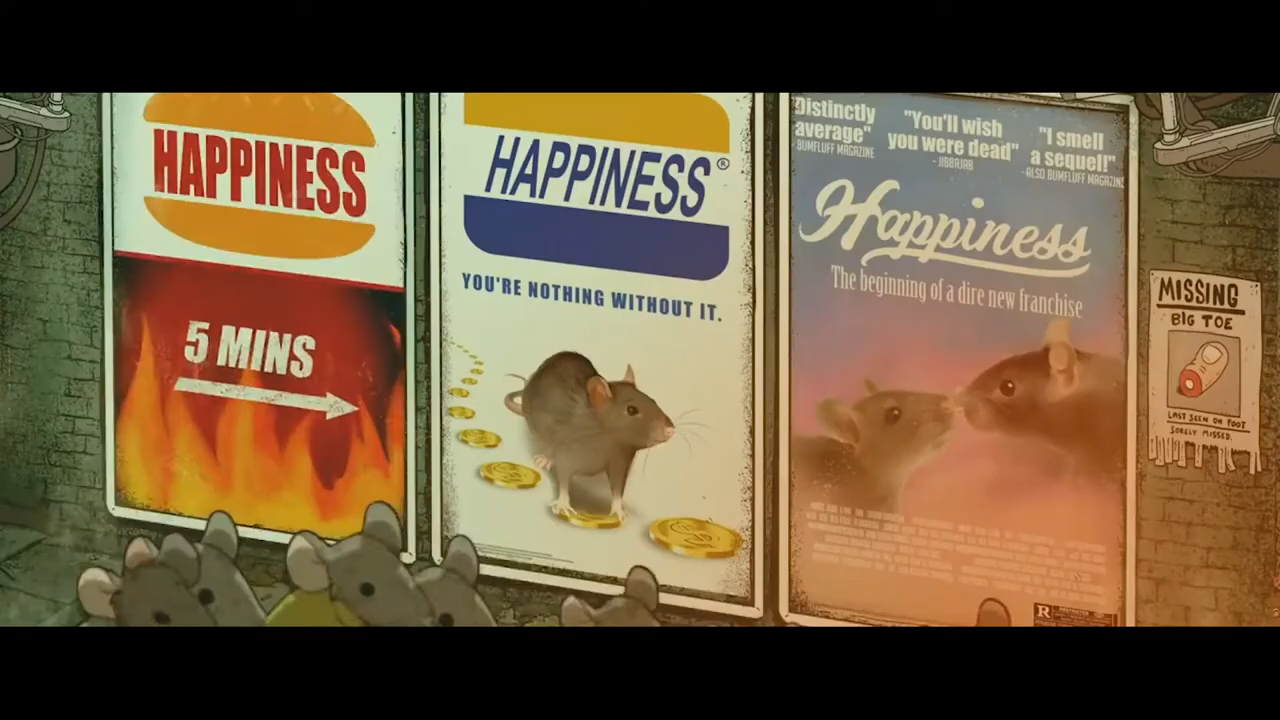 HAPPINESS
5 MINS
HAPPINESS®
YOU'RE NOTHING WITHOUT IT.
Distinctly
average"
BUMFLUFF MAGAZINE
"You'll wish
you were dead"
- JIBBAJAB
"I smell
a sequel!"
- ALSO BUMFLUFF MAGAZINE
Happiness
The beginning of a dire new franchise
R
MISSING
BIG TOE
LAST SEEN ON FOOT
SORELY MISSED.